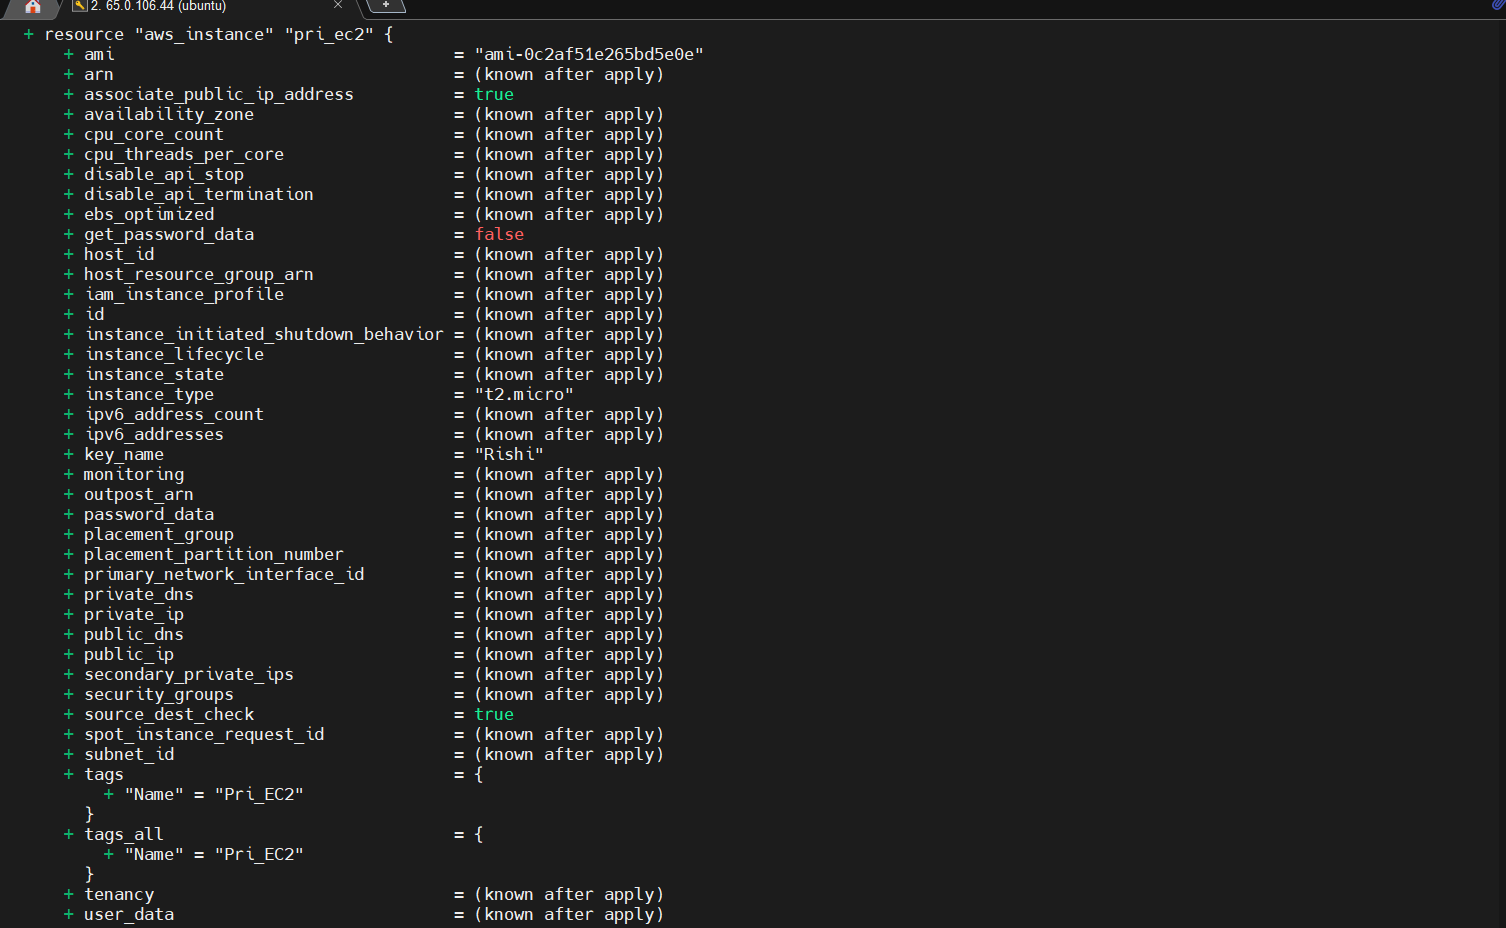 2. 65.0.106.44 (ubuntu)
+ resource "aws_instance" "pri_ec2" {
+ ami = "ami-0c2af51e265bd5e0e"
+ arn = (known after apply)
+ associate_public_ip_address = true
+ availability_zone = (known after apply)
+ cpu_core_count = (known after apply)
+ cpu_threads_per_core = (known after apply)
+ disable_api_stop = (known after apply)
+ disable_api_termination = (known after apply)
+ ebs_optimized = (known after apply)
+ get_password_data = false
+ host_id = (known after apply)
+ host_resource_group_arn = (known after apply)
+ iam_instance_profile = (known after apply)
+ id = (known after apply)
+ instance_initiated_shutdown_behavior = (known after apply)
+ instance_lifecycle = (known after apply)
+ instance_state = (known after apply)
+ instance_type = "t2.micro"
+ ipv6_address_count = (known after apply)
+ ipv6_addresses = (known after apply)
+ key_name = "Rishi"
+ monitoring = (known after apply)
+ outpost_arn = (known after apply)
+ password_data = (known after apply)
+ placement_group = (known after apply)
+ placement_partition_number = (known after apply)
+ primary_network_interface_id = (known after apply)
+ private_dns = (known after apply)
+ private_ip = (known after apply)
+ public_dns = (known after apply)
+ public_ip = (known after apply)
+ secondary_private_ips = (known after apply)
+ security_groups = (known after apply)
+ source_dest_check = true
+ spot_instance_request_id = (known after apply)
+ subnet_id = (known after apply)
+ tags = {
+ "Name" = "Pri_EC2"
}
+ tags_all = {
+ "Name" = "Pri_EC2"
}
+ tenancy = (known after apply)
+ user_data = (known after apply)